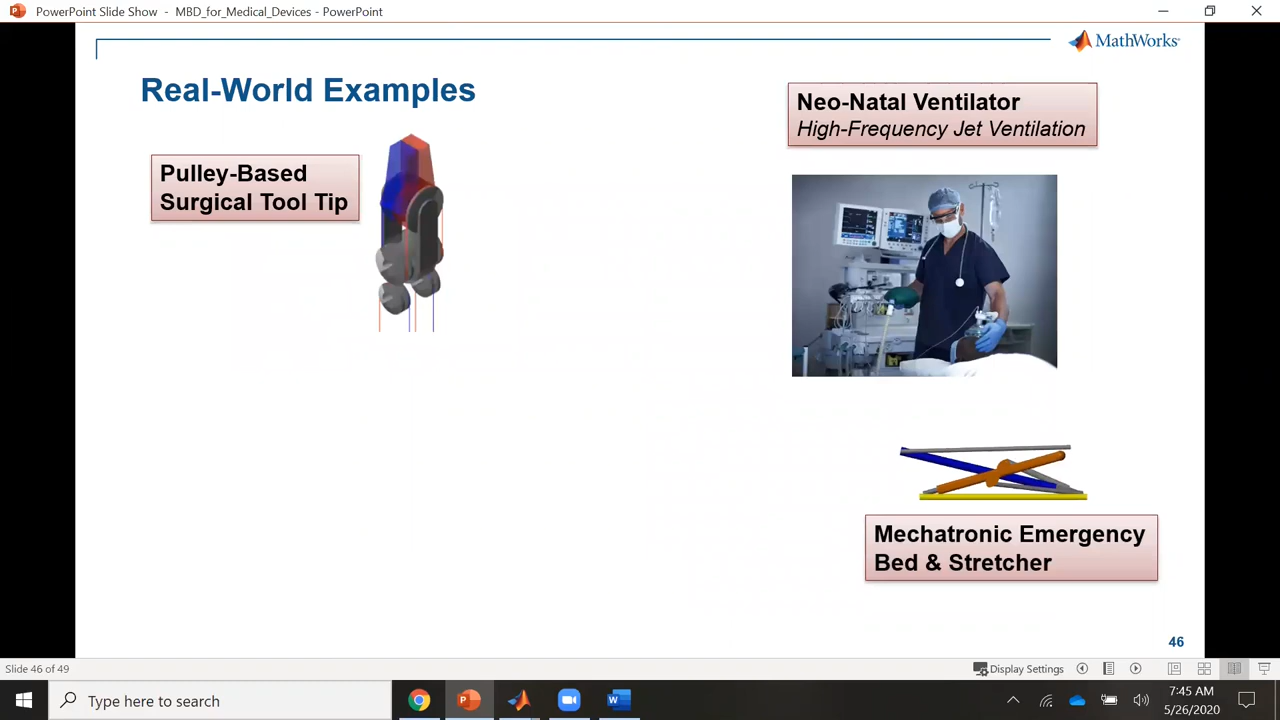 PowerPoint Slide Show - MBD_for_Medical_Devices - PowerPoint
MathWorks®
Real-World Examples
Neo-Natal Ventilator
High-Frequency Jet Ventilation
Pulley-Based
Surgical Tool Tip
Mechatronic Emergency
Bed & Stretcher
46
Slide 46 of 49
Display Settings
Type here to search
7:45 AM
5/26/2020